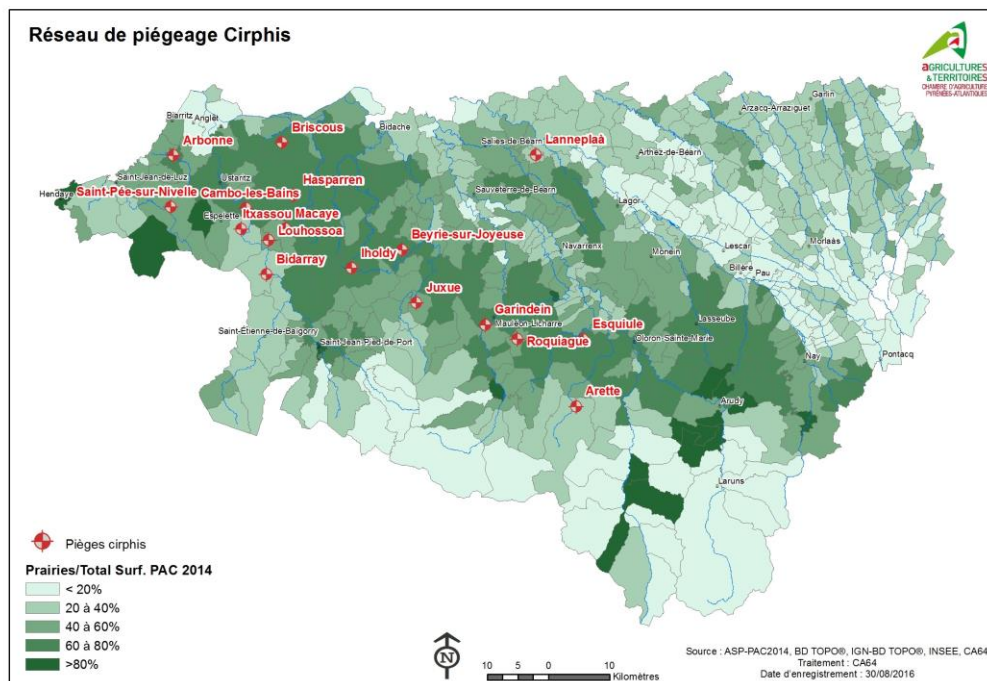 Réseau de piégeage Cirphis
aGRICULTURES
& TERRITOIRES
CHAMBRE D'AGRICULTURE
PYRÉNÉES-ATLANTIQUES
Garlin
Arzacq-Arraziguet
Biarritz
Anglet
Bidache
Briscous
Arbonne
Salies-de-Béarn
Lanneplaà
Arthez-de-Béarn
Saint-Jean-de-Luz
Ustaritz
Hasparren
Hendaye
Saint-Pée-sur-Nivelle
Cambo-les-Bains
Sauveterre-de-Béarn
Lagor
Espelette
Itxassou
Macaye
Louhossoa
Beyrie-sur-Joyeuse
Iholdy
Navarrenx
Monein
Lescar
Morlaàs
Billère
Pau
Bidarray
Juxue
Garindein
Mauléon-Licharre
Esquiule
Lasseube
Saint-Étienne-de-Baïgorry
Saint-Jean-Pied-de-Port
Roquiague
Oloron-Sainte-Marie
Nay
Pontacq
Arette
Arudy
Laruns
Pièges cirphis
Prairies/Total Surf. PAC 2014
< 20%
20 à 40%
40 à 60%
60 à 80%
>80%
N
10 5 0 10
Kilomètres
Source : ASP-PAC2014, BD TOPO®, IGN-BD TOPO®, INSEE, CA64
Traitement : CA64
Date d'enregistrement : 30/08/2016